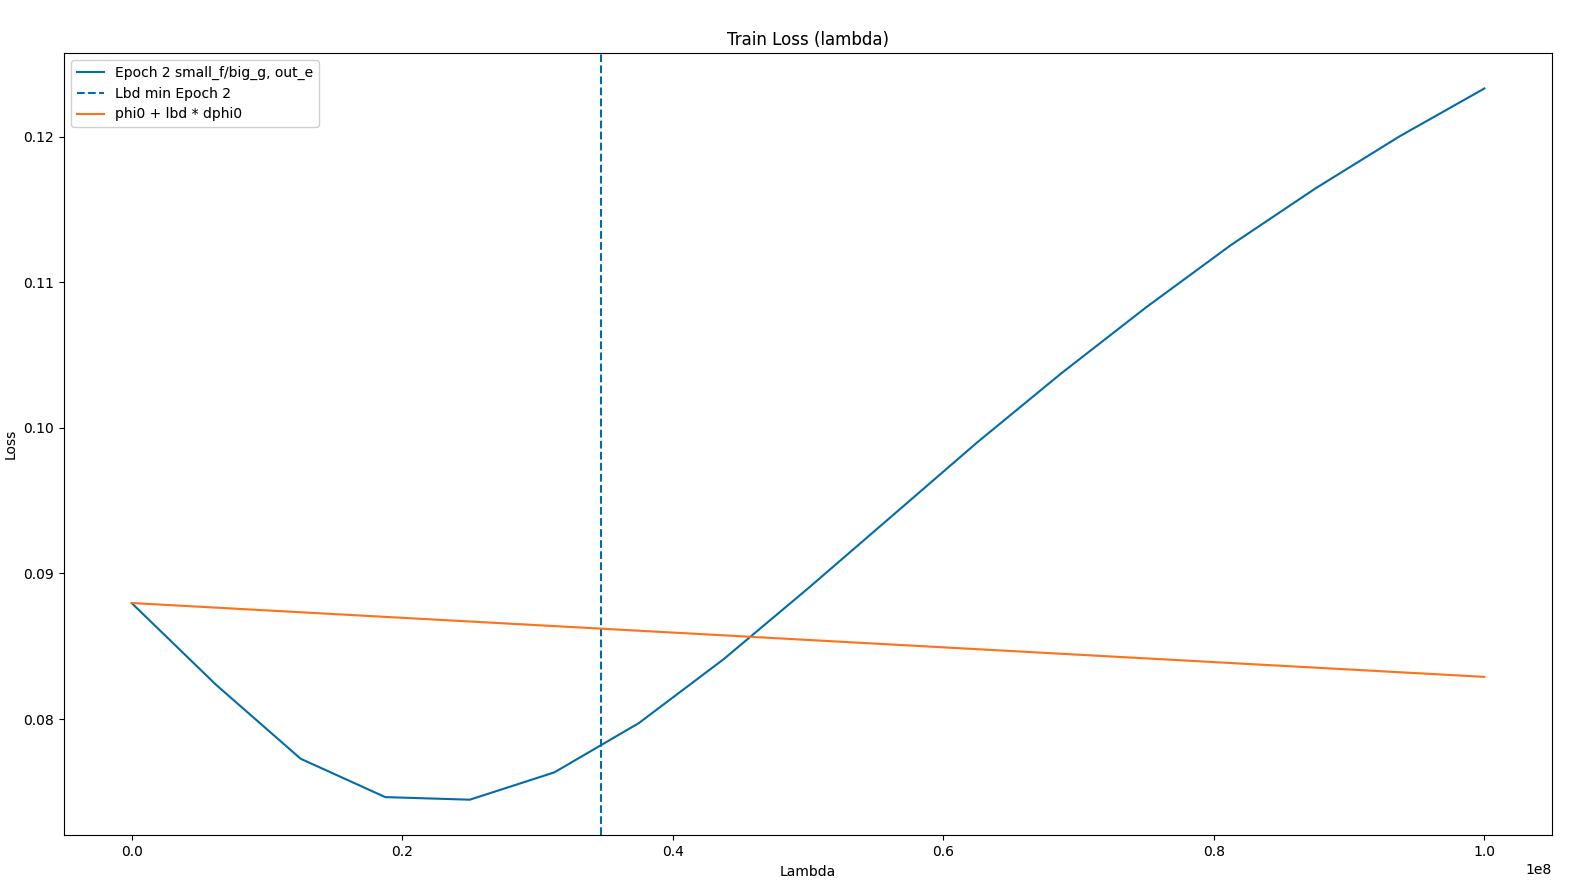 Train Loss (lambda)
Epoch 2 small_f/big_g, out_e
Lbd min Epoch 2
phi0 + lbd * dphi0
0.12
0.11
0.10
0.09
0.08
Loss
0.0 0.2 0.4 0.6 0.8 1.0
1e8
Lambda